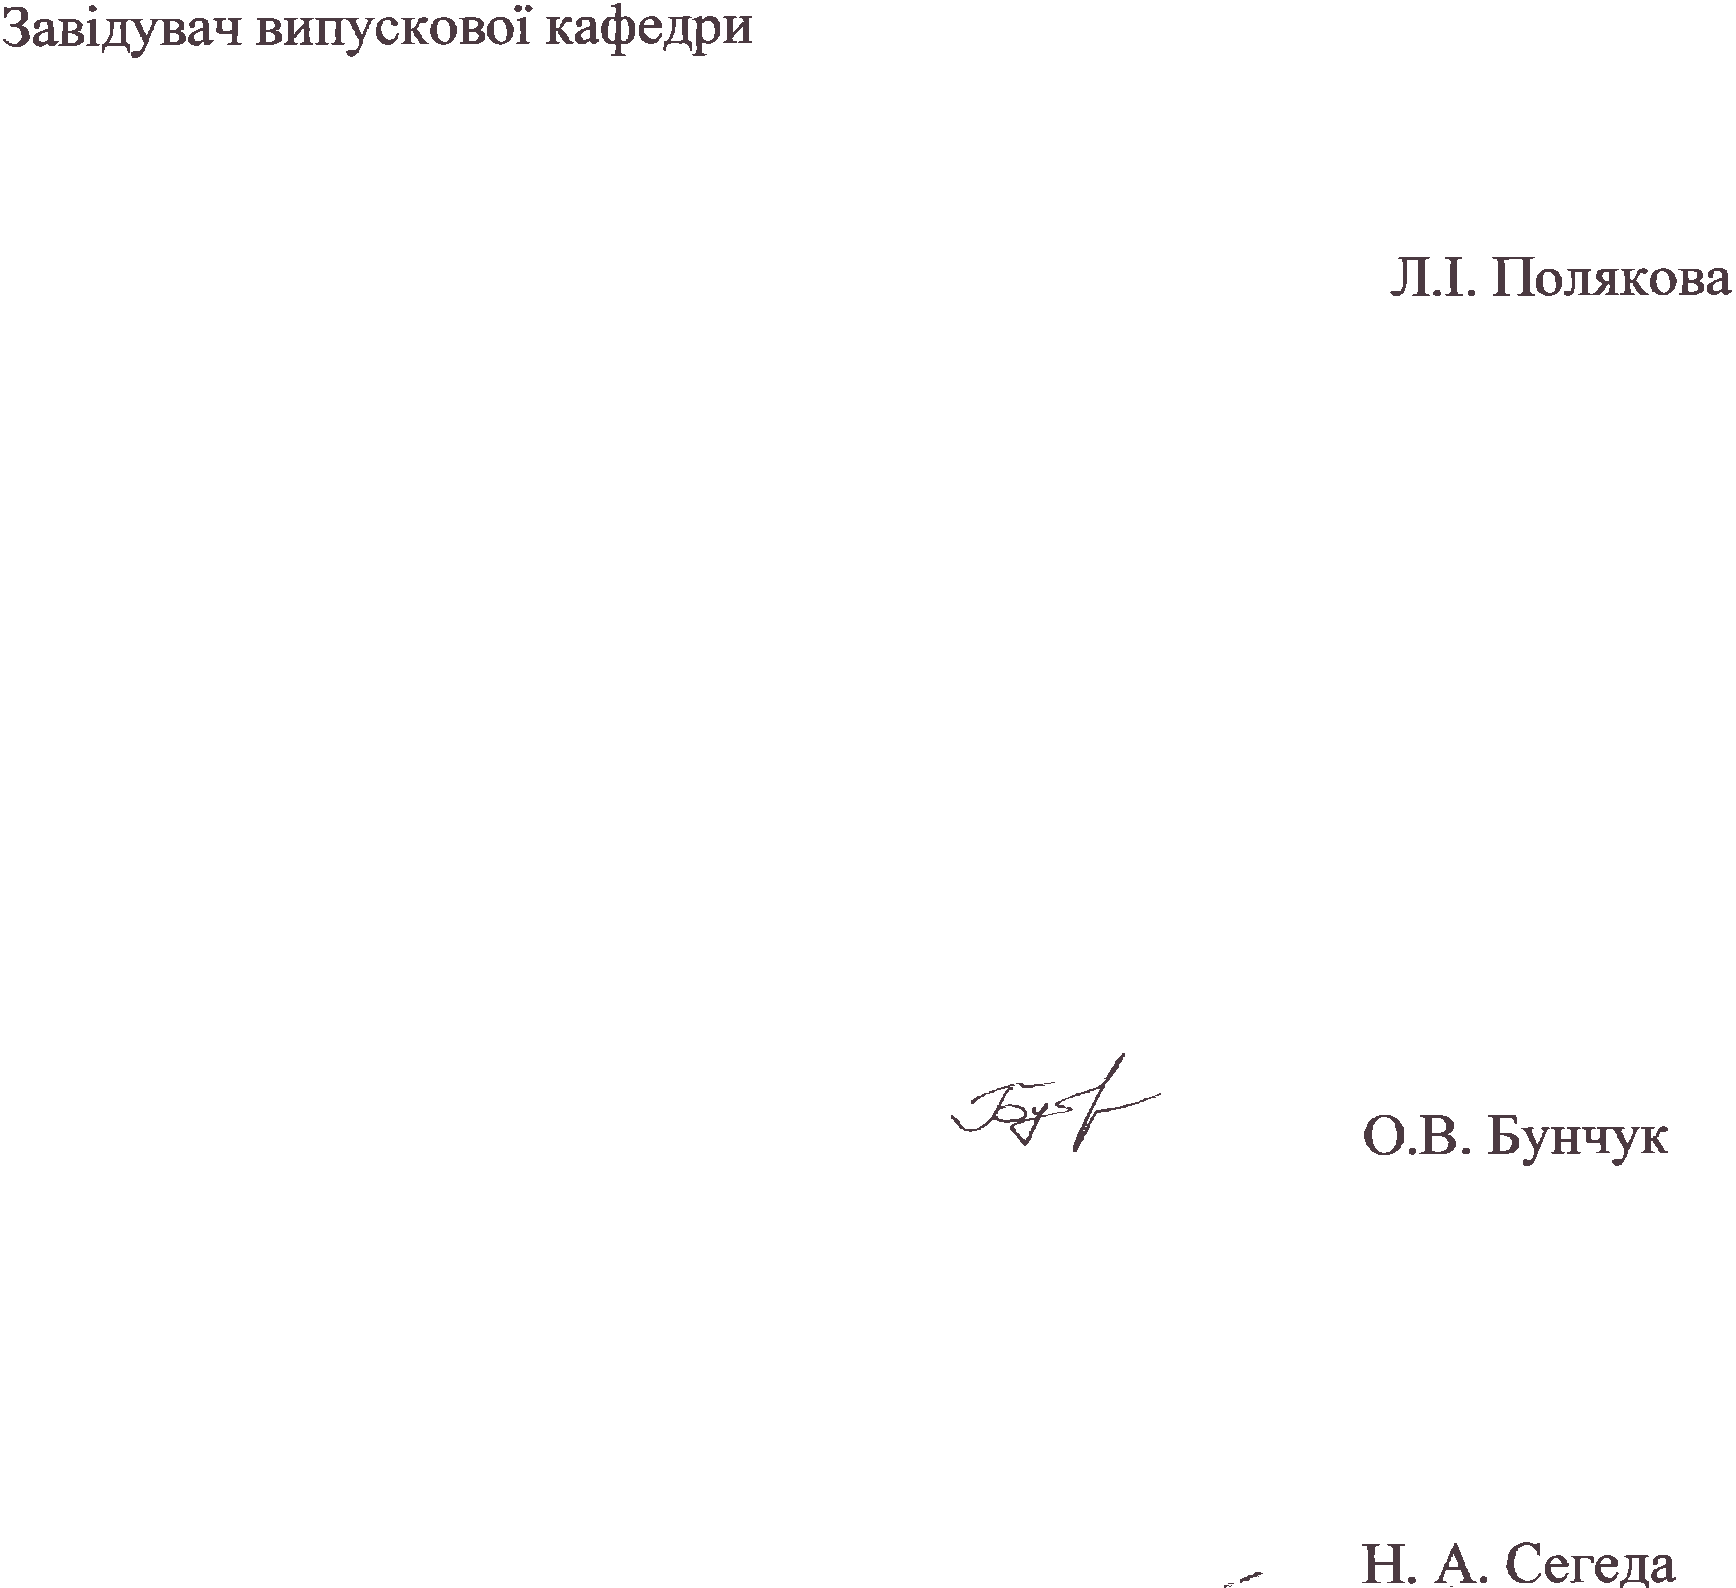 Завідувач випускової кафедри
Л.І. Полякова
О.В. Бунчук
Н. А. Сегеда